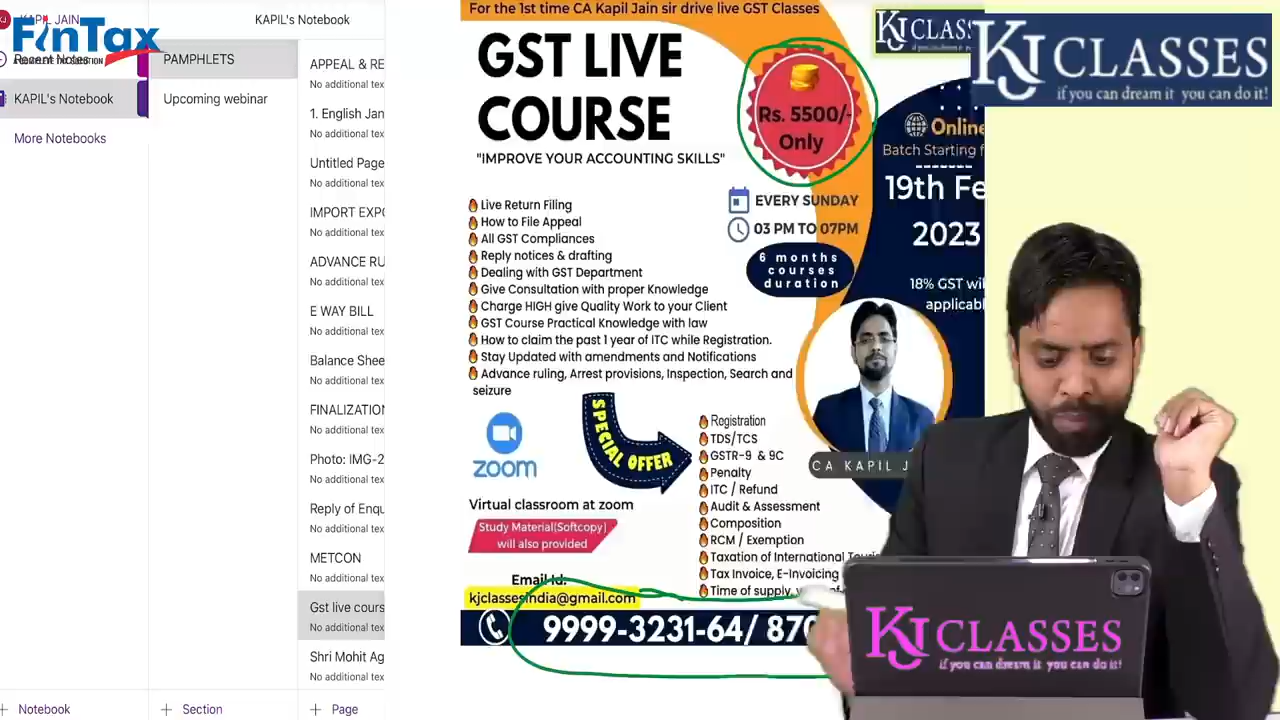 KAPIL JAIN
FinTax
Recent Notes
KAPIL's Notebook
More Notebooks
Notebook
KAPIL's Notebook
PAMPHLETS
Upcoming webinar
Section
APPEAL & RE
No additional tex
1. English Jan
No additional tex
Untitled Page
No additional tex
IMPORT EXPO
No additional tex
ADVANCE RU
No additional tex
E WAY BILL
No additional tex
Balance Shee
No additional tex
FINALIZATION
No additional tex
Photo: IMG-2
No additional tex
Reply of Enqu
No additional tex
METCON
No additional tex
Gst live cours
No additional tex
Shri Mohit Ag
No additional tex
Page
For the 1st time CA Kapil Jain sir drive live GST Classes
GST LIVE
COURSE
"IMPROVE YOUR ACCOUNTING SKILLS"
Rs. 5500/-
Only
KJ CLASS
KJ CLASSES
if you can dream it you can do it!
Online
Batch Starting f
19th Fe
2023
18% GST wil
applicabl
EVERY SUNDAY
03 PM TO 07PM
6 months
courses
duration
Live Return Filing
How to File Appeal
All GST Compliances
Reply notices & drafting
Dealing with GST Department
Give Consultation with proper Knowledge
Charge HIGH give Quality Work to your Client
GST Course Practical Knowledge with law
How to claim the past 1 year of ITC while Registration.
Stay Updated with amendments and Notifications
Advance ruling, Arrest provisions, Inspection, Search and
seizure
SPECIAL OFFER
zoom
Virtual classroom at zoom
Study Material(Softcopy)
will also provided
Registration
TDS/TCS
GSTR-9 & 9C
Penalty
ITC / Refund
Audit & Assessment
Composition
RCM / Exemption
Taxation of International
Tax Invoice, E-Invoicing
Time of supply,
CA KAPIL J
Email Id:
kjclassesindia@gmail.com
9999-3231-64/ 870
KJ CLASSES
if you can dream it you can do it!